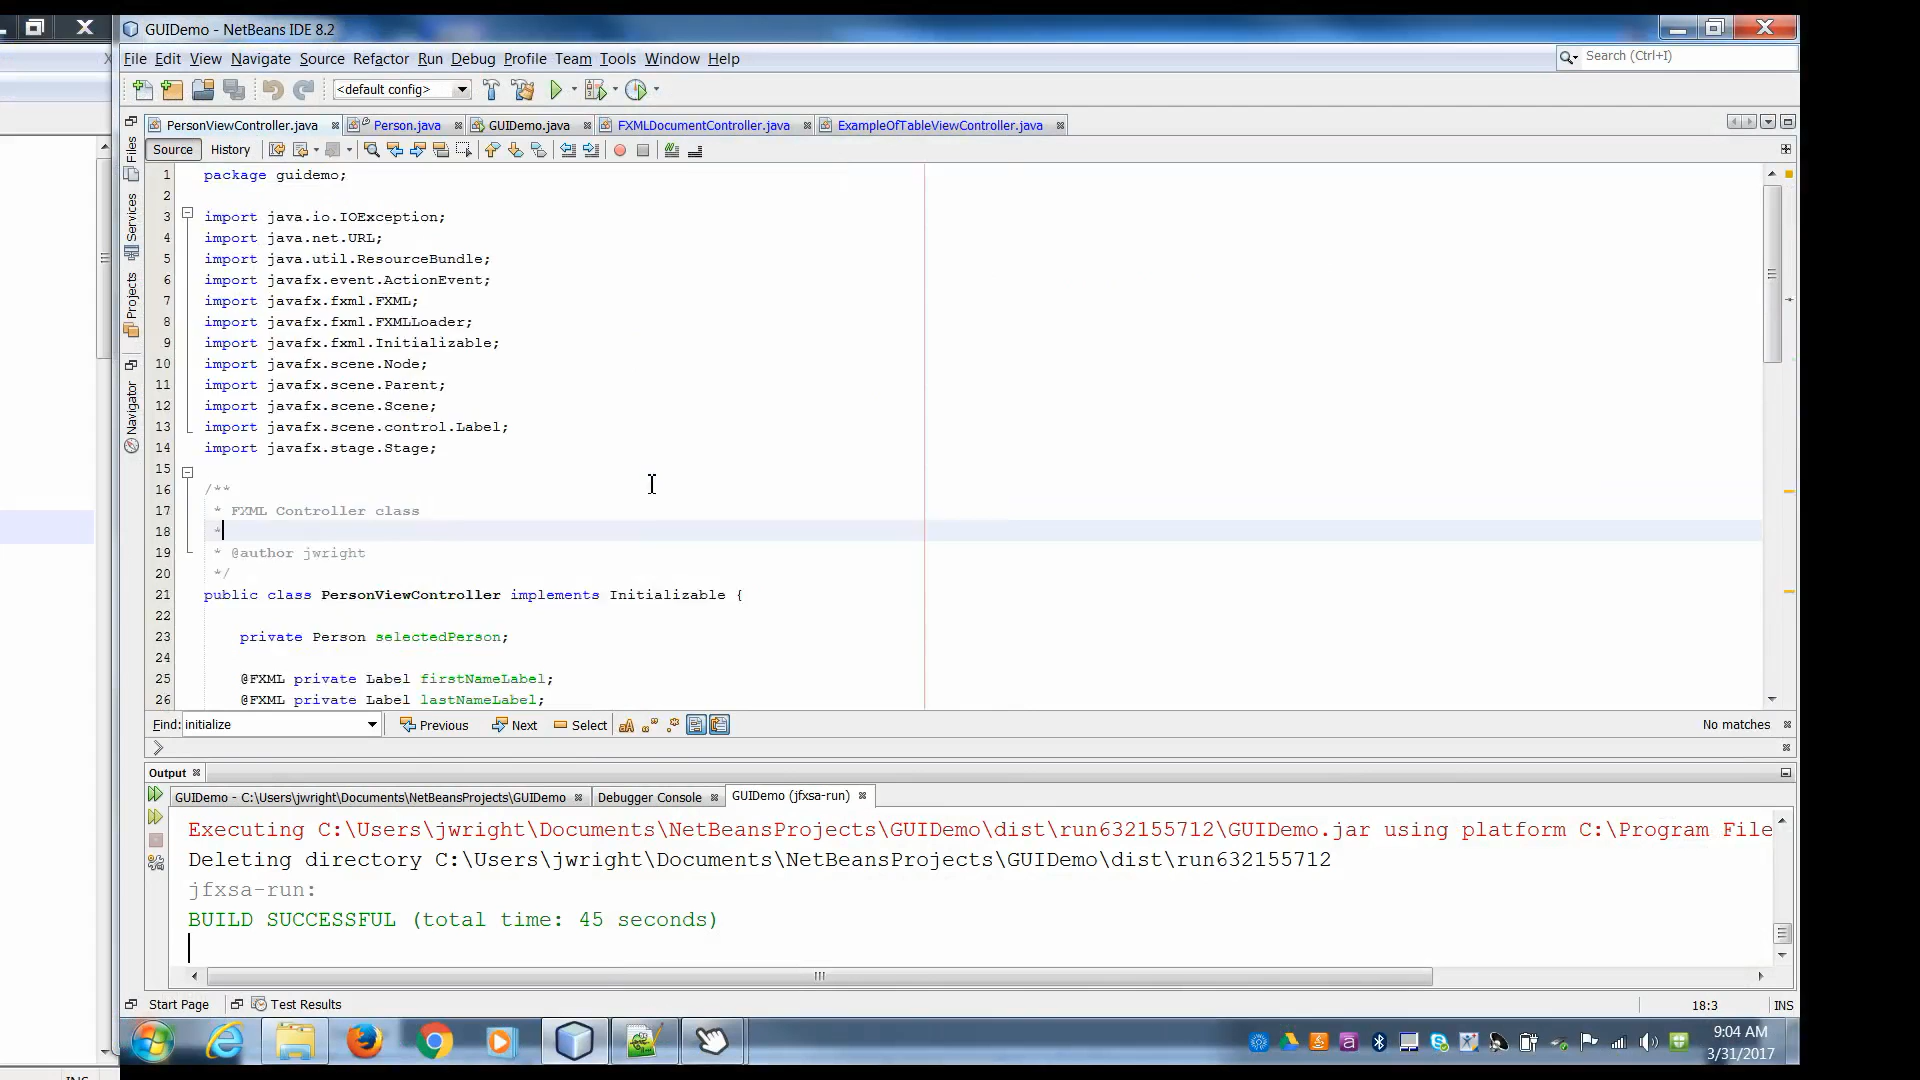 GUIDemo - NetBeans IDE 8.2
File Edit View Navigate Source Refactor Run Debug Profile Team Tools Window Help
Search (Ctrl+I)
<default config>
PersonViewController.java Person.java GUIDemo.java FXMLDocumentController.java ExampleOfTableViewController.java
Source History
Files
Services
Projects
Navigator
1 package guidemo;
2
3 import java.io.IOException;
4 import java.net.URL;
5 import java.util.ResourceBundle;
6 import javafx.event.ActionEvent;
7 import javafx.fxml.FXML;
8 import javafx.fxml.FXMLLoader;
9 import javafx.fxml.Initializable;
10 import javafx.scene.Node;
11 import javafx.scene.Parent;
12 import javafx.scene.Scene;
13 import javafx.scene.control.Label;
14 import javafx.stage.Stage;
15
16 /**
17 * FXML Controller class
18 *
19 * @author jwright
20 */
21 public class PersonViewController implements Initializable {
22
23 private Person selectedPerson;
24
25 @FXML private Label firstNameLabel;
26 @FXML private Label lastNameLabel;
Find: initialize Previous Next Select No matches
Output
GUIDemo - C:\Users\jwright\Documents\NetBeansProjects\GUIDemo Debugger Console GUIDemo (jfxsa-run)
Executing C:\Users\jwright\Documents\NetBeansProjects\GUIDemo\dist\run632155712\GUIDemo.jar using platform C:\Program File
Deleting directory C:\Users\jwright\Documents\NetBeansProjects\GUIDemo\dist\run632155712
jfxsa-run:
BUILD SUCCESSFUL (total time: 45 seconds)
Start Page Test Results 18:3 INS
9:04 AM
3/31/2017